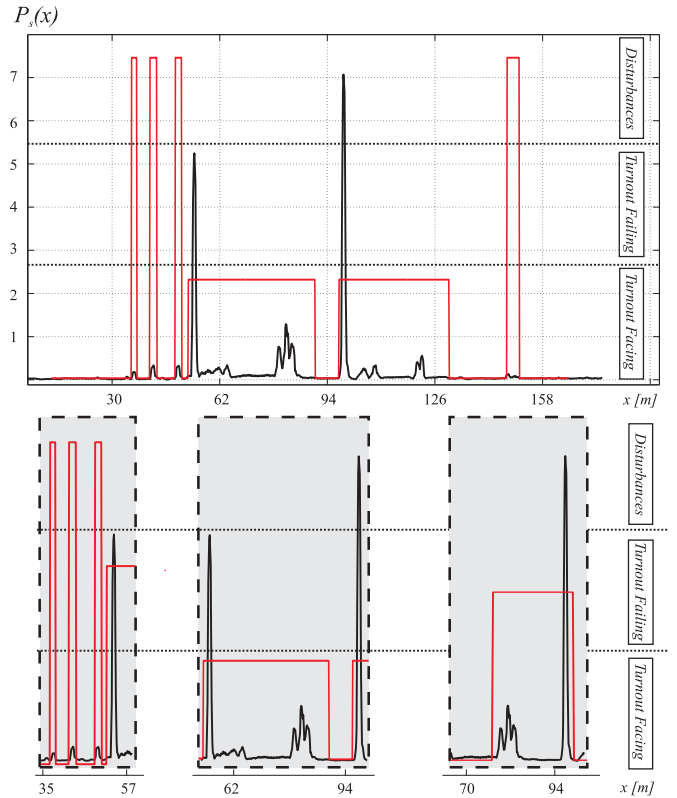 Pₛ(x)
7
6
5
4
3
2
1
Disturbances
Turnout Failing
Turnout Facing
30 62 94 126 158 x [m]
Disturbances
Turnout Failing
Turnout Facing
35 57 62 94 70 94 x [m]